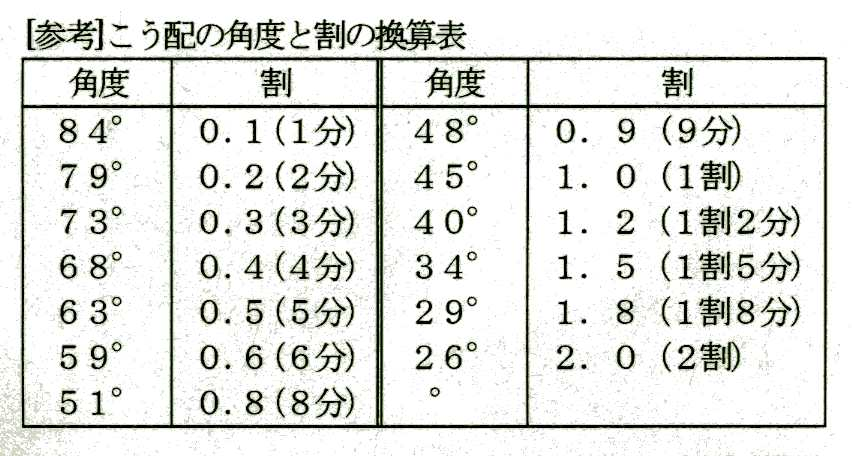 [参考]こう配の角度と割の換算表
角度 割 角度 割
84° 0.1(1分) 48° 0.9(9分)
79° 0.2(2分) 45° 1.0(1割)
73° 0.3(3分) 40° 1.2(1割2分)
68° 0.4(4分) 34° 1.5(1割5分)
63° 0.5(5分) 29° 1.8(1割8分)
59° 0.6(6分) 26° 2.0(2割)
51° 0.8(8分) °